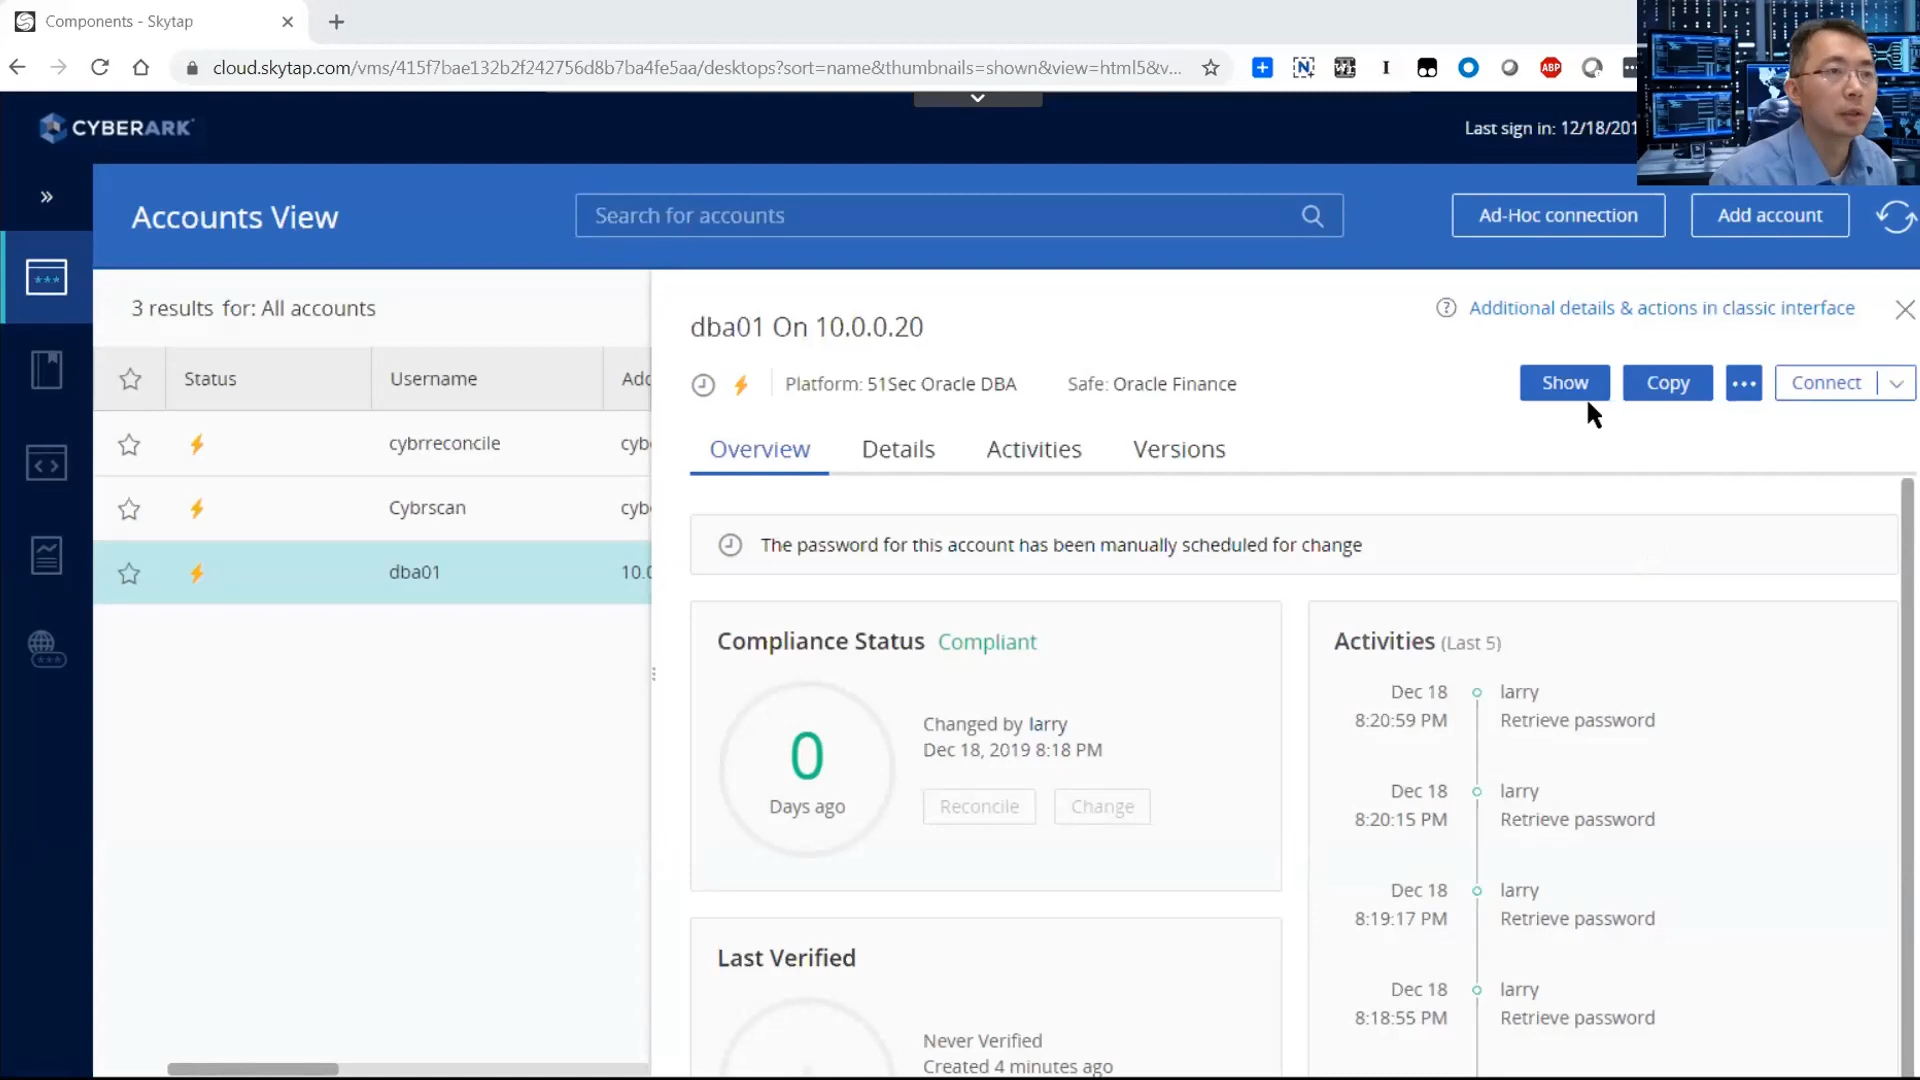 Components - Skytap
cloud.skytap.com/vms/415f7bae132b2f242756d8b7ba4fe5aa/desktops?sort=name&thumbnails=shown&view=html5&v...
ABP
CYBERARK
Last sign in: 12/18/201
Accounts View
Search for accounts
Ad-Hoc connection
Add account
3 results for: All accounts
Status
Username
Adc
cybrreconcile
cybe
Cybrscan
cybe
dba01
10.0
dba01 On 10.0.0.20
Additional details & actions in classic interface
Platform: 51Sec Oracle DBA
Safe: Oracle Finance
Show
Copy
Connect
Overview
Details
Activities
Versions
The password for this account has been manually scheduled for change
Compliance Status Compliant
0
Days ago
Changed by larry
Dec 18, 2019 8:18 PM
Reconcile
Change
Last Verified
Never Verified
Created 4 minutes ago
Activities (Last 5)
Dec 18
8:20:59 PM
larry
Retrieve password
Dec 18
8:20:15 PM
larry
Retrieve password
Dec 18
8:19:17 PM
larry
Retrieve password
Dec 18
8:18:55 PM
larry
Retrieve password